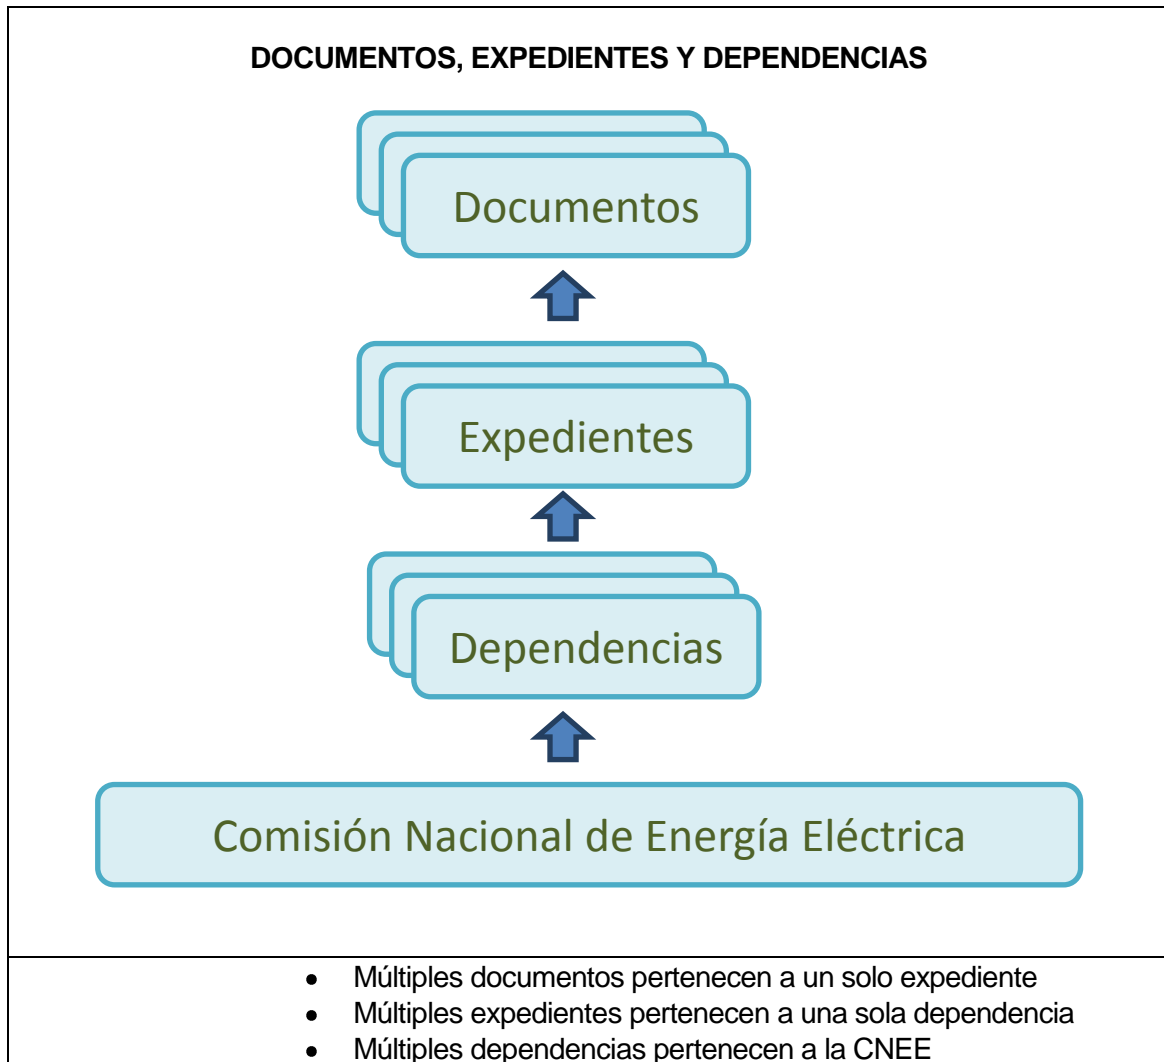 DOCUMENTOS, EXPEDIENTES Y DEPENDENCIAS
Documentos
Expedientes
Dependencias
Comisión Nacional de Energía Eléctrica
• Múltiples documentos pertenecen a un solo expediente
• Múltiples expedientes pertenecen a una sola dependencia
• Múltiples dependencias pertenecen a la CNEE